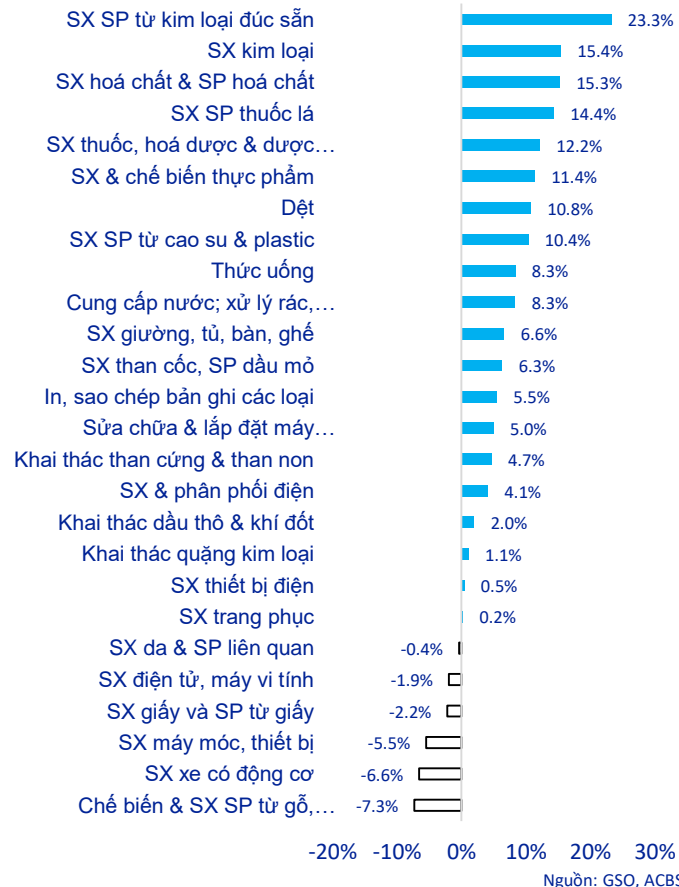 SX SP từ kim loại đúc sẵn 23.3%
SX kim loại 15.4%
SX hoá chất & SP hoá chất 15.3%
SX SP thuốc lá 14.4%
SX thuốc, hoá dược & dược… 12.2%
SX & chế biến thực phẩm 11.4%
Dệt 10.8%
SX SP từ cao su & plastic 10.4%
Thức uống 8.3%
Cung cấp nước; xử lý rác,… 8.3%
SX giường, tủ, bàn, ghế 6.6%
SX than cốc, SP dầu mỏ 6.3%
In, sao chép bản ghi các loại 5.5%
Sửa chữa & lắp đặt máy… 5.0%
Khai thác than cứng & than non 4.7%
SX & phân phối điện 4.1%
Khai thác dầu thô & khí đốt 2.0%
Khai thác quặng kim loại 1.1%
SX thiết bị điện 0.5%
SX trang phục 0.2%
SX da & SP liên quan -0.4%
SX điện tử, máy vi tính -1.9%
SX giấy và SP từ giấy -2.2%
SX máy móc, thiết bị -5.5%
SX xe có động cơ -6.6%
Chế biến & SX SP từ gỗ,… -7.3%
-20% -10% 0% 10% 20% 30%
Nguồn: GSO, ACBS